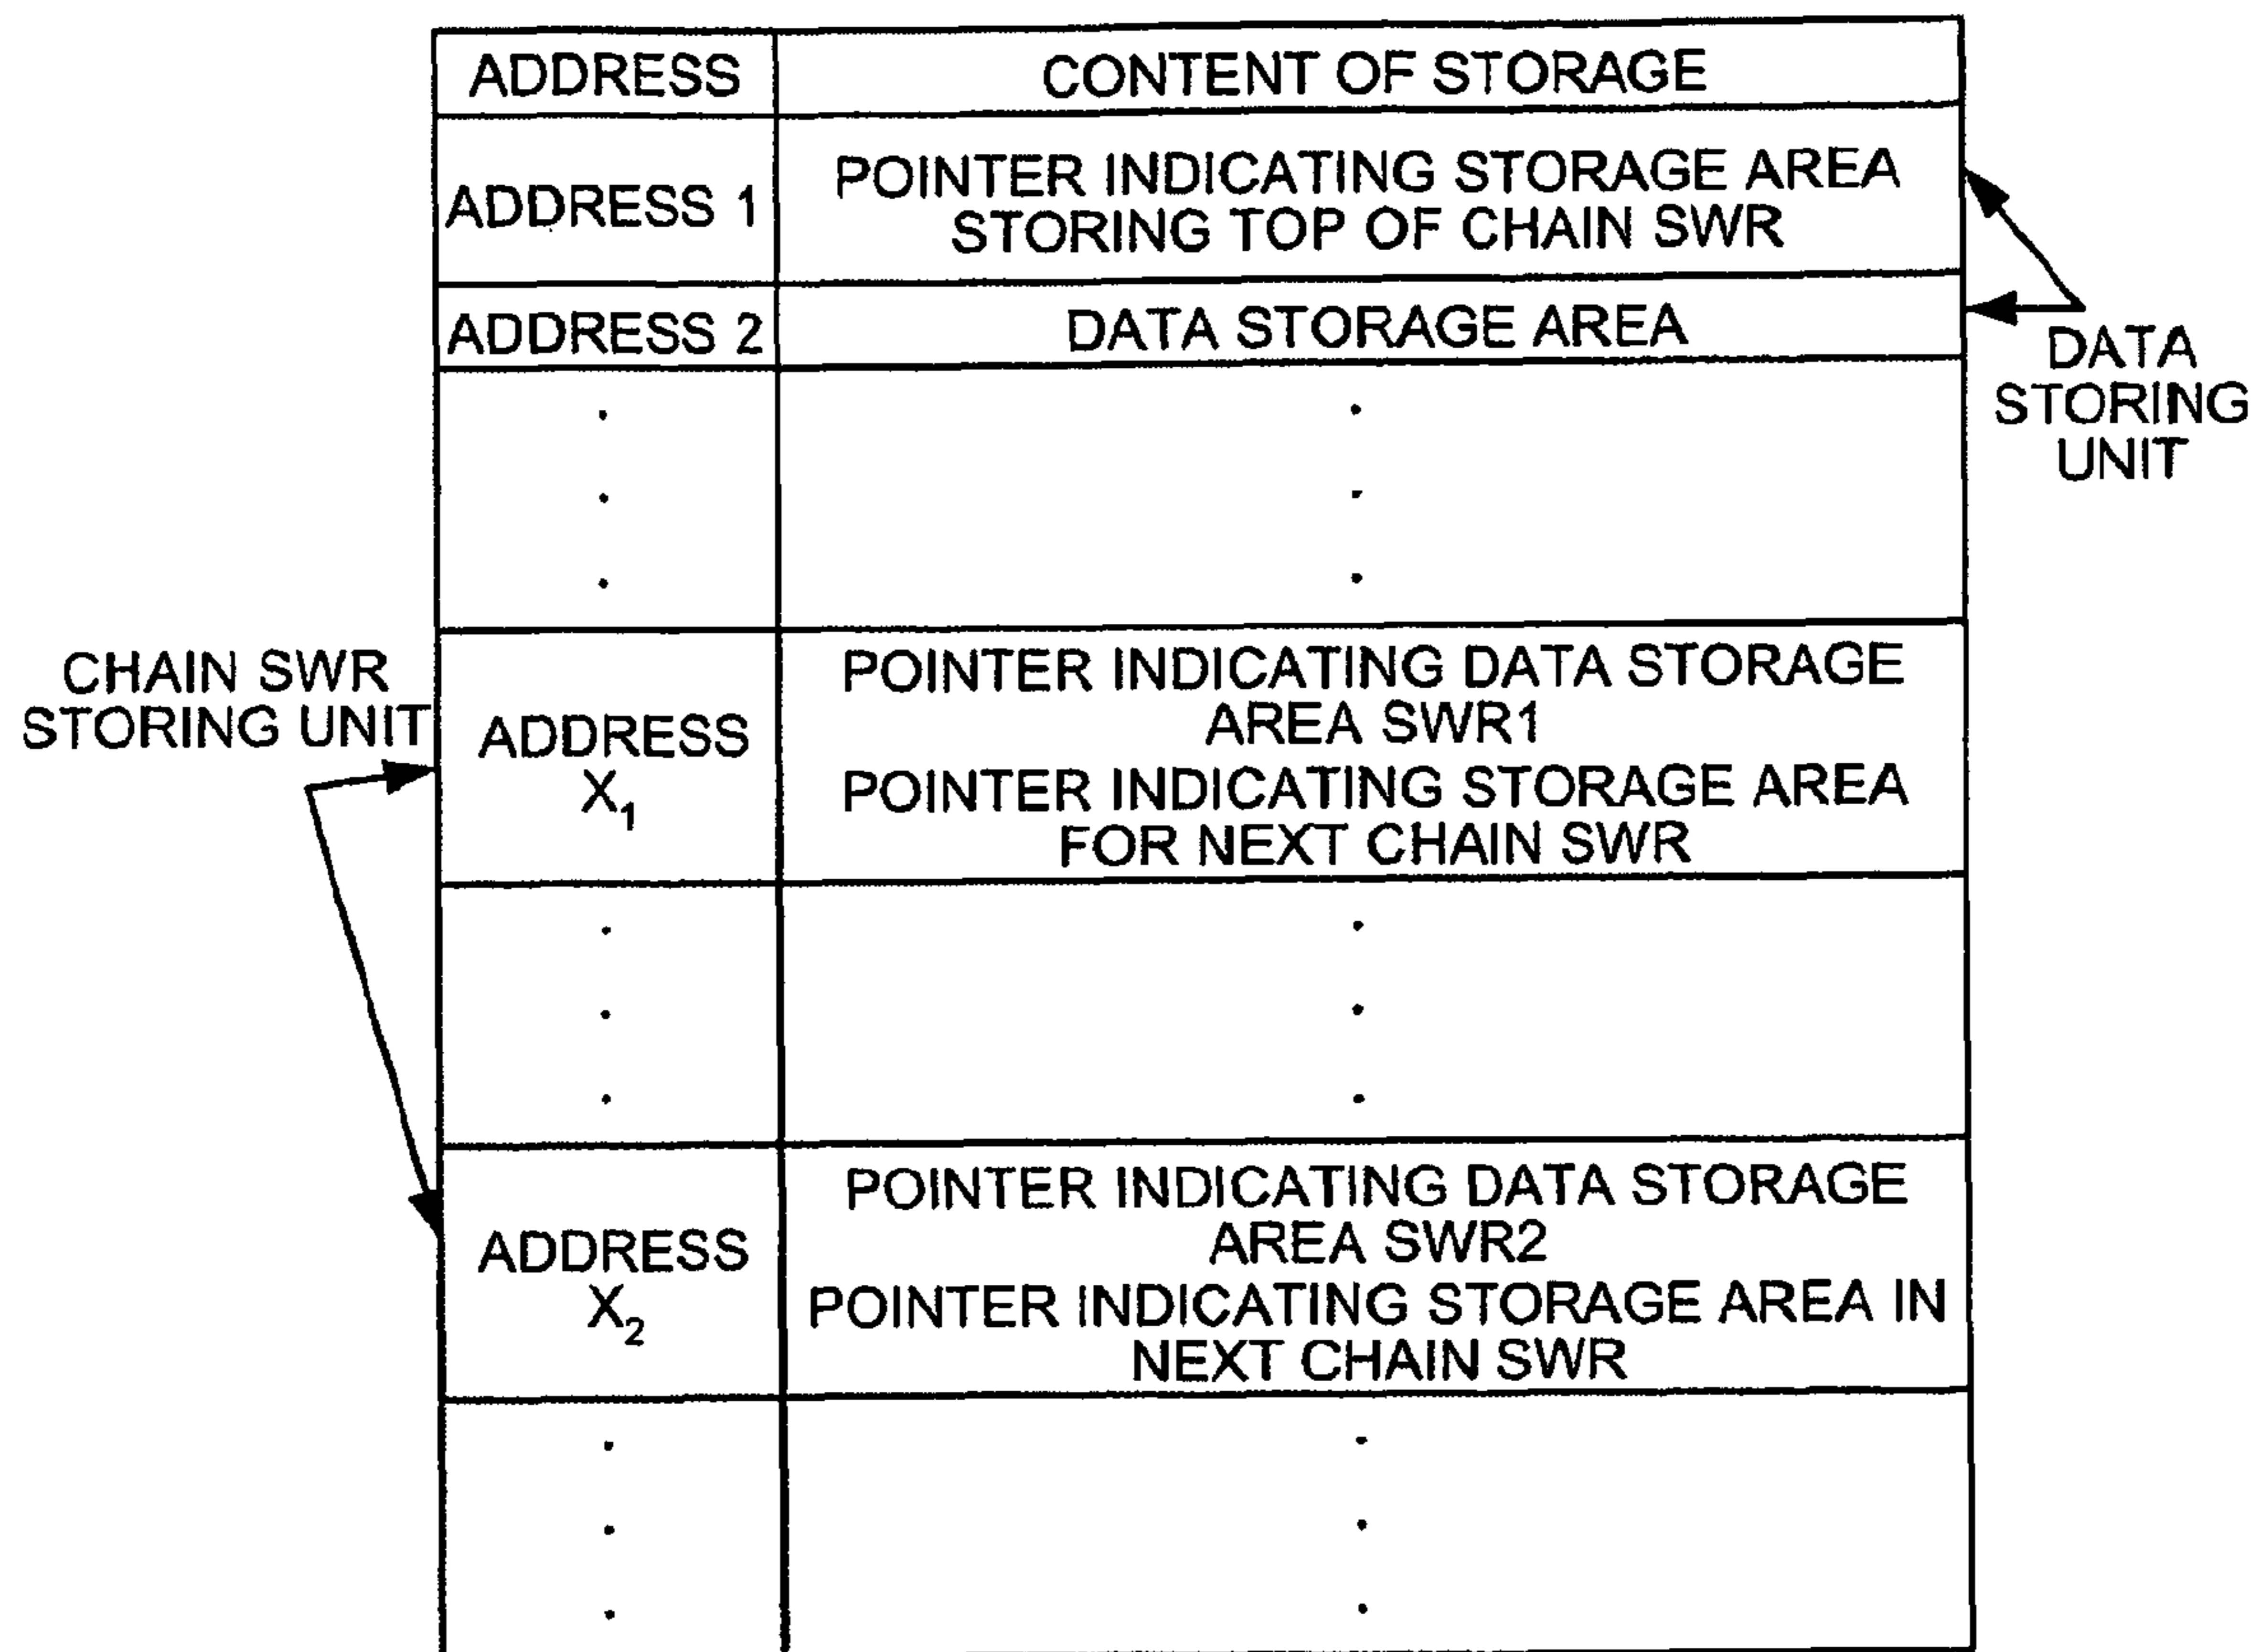 ADDRESS
CONTENT OF STORAGE
ADDRESS 1
POINTER INDICATING STORAGE AREA
STORING TOP OF CHAIN SWR
ADDRESS 2
DATA STORAGE AREA
DATA
STORING
UNIT
CHAIN SWR
STORING UNIT
ADDRESS
X₁
POINTER INDICATING DATA STORAGE
AREA SWR1
POINTER INDICATING STORAGE AREA
FOR NEXT CHAIN SWR
ADDRESS
X₂
POINTER INDICATING DATA STORAGE
AREA SWR2
POINTER INDICATING STORAGE AREA IN
NEXT CHAIN SWR